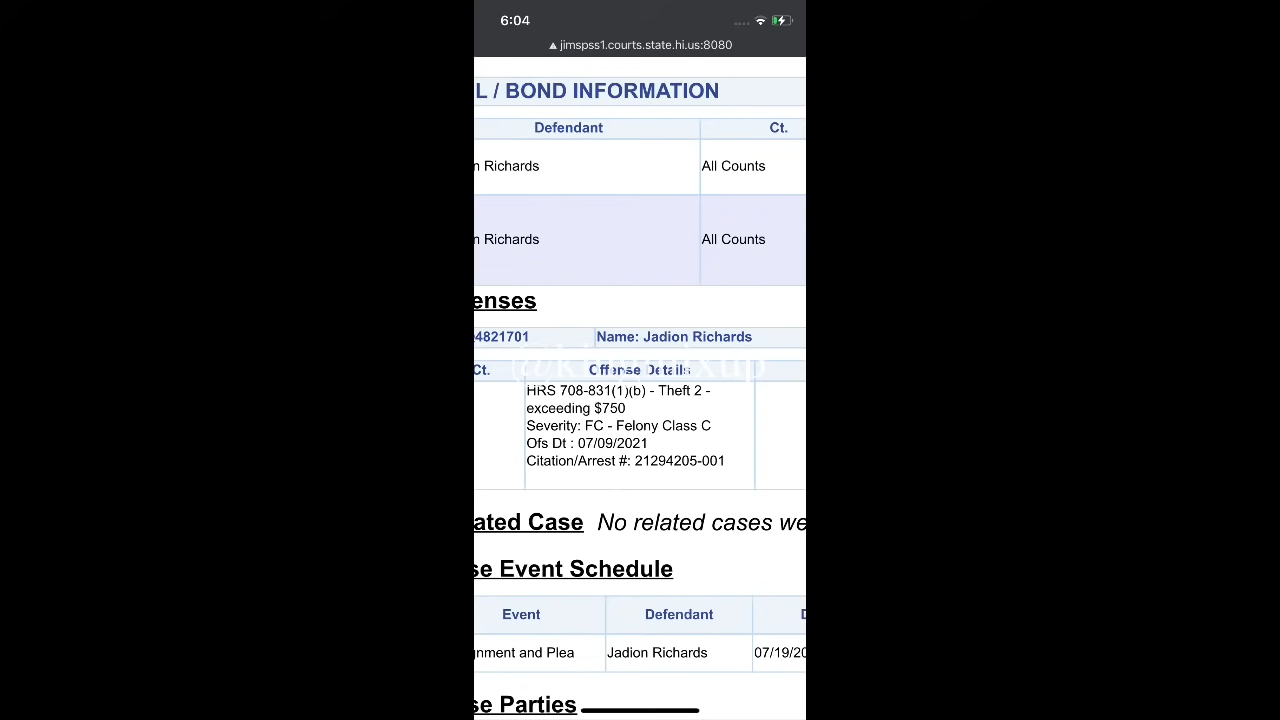 6:04
jimspss1.courts.state.hi.us:8080
L / BOND INFORMATION
Defendant Ct.
n Richards All Counts
n Richards All Counts
enses
4821701 Name: Jadion Richards
Ct. Offense Details
HRS 708-831(1)(b) - Theft 2 -
exceeding $750
Severity: FC - Felony Class C
Ofs Dt : 07/09/2021
Citation/Arrest #: 21294205-001
ated Case No related cases we
se Event Schedule
Event Defendant D
gnment and Plea Jadion Richards 07/19/20
se Parties